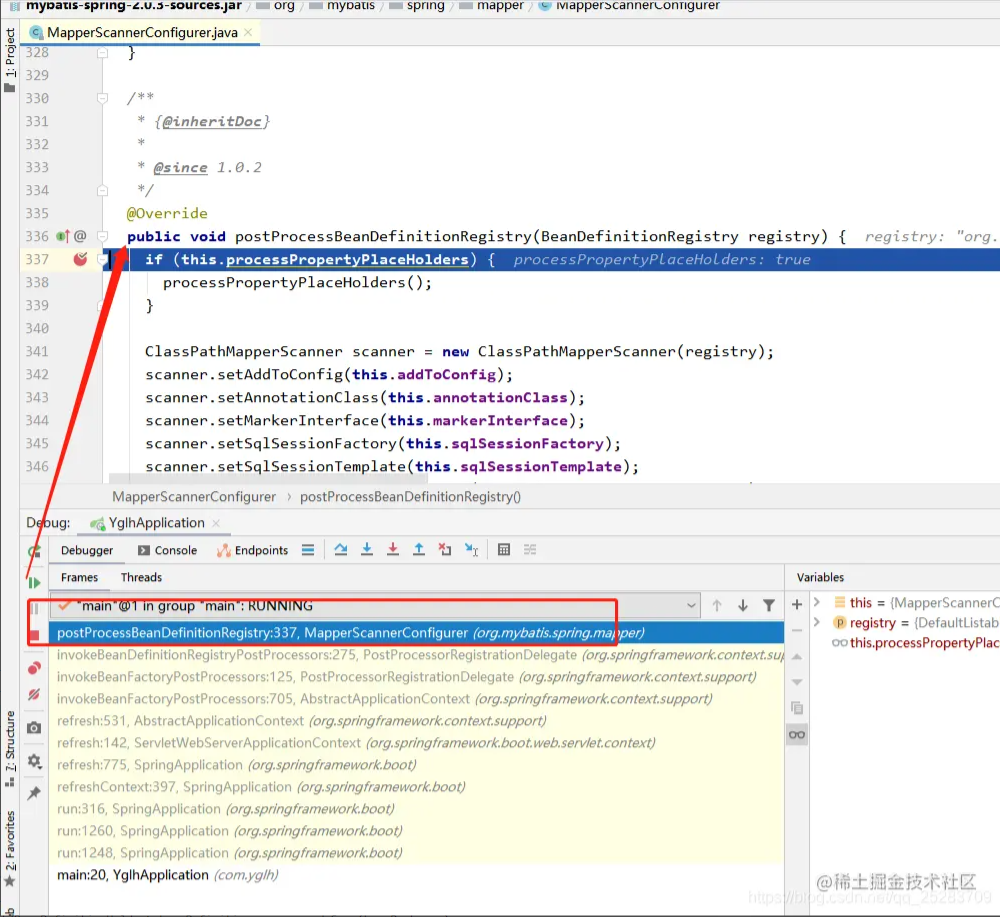 mybatis-spring-2.0.3-sources.jar org mybatis spring mapper MapperScannerConfigurer
MapperScannerConfigurer.java
1: Project
328 }
329
330 /**
331 * {@inheritDoc}
332 *
333 * @since 1.0.2
334 */
335 @Override
336 @ public void postProcessBeanDefinitionRegistry(BeanDefinitionRegistry registry) { registry: "org.
337 if (this.processPropertyPlaceHolders) { processPropertyPlaceHolders: true
338 processPropertyPlaceHolders();
339 }
340
341 ClassPathMapperScanner scanner = new ClassPathMapperScanner(registry);
342 scanner.setAddToConfig(this.addToConfig);
343 scanner.setAnnotationClass(this.annotationClass);
344 scanner.setMarkerInterface(this.markerInterface);
345 scanner.setSqlSessionFactory(this.sqlSessionFactory);
346 scanner.setSqlSessionTemplate(this.sqlSessionTemplate);
MapperScannerConfigurer › postProcessBeanDefinitionRegistry()
Debug: YglhApplication
Debugger Console Endpoints
Frames Threads
Variables
"main"@1 in group "main": RUNNING
postProcessBeanDefinitionRegistry:337, MapperScannerConfigurer (org.mybatis.spring.mapper)
invokeBeanDefinitionRegistryPostProcessors:275, PostProcessorRegistrationDelegate (org.springframework.context.sup
invokeBeanFactoryPostProcessors:125, PostProcessorRegistrationDelegate (org.springframework.context.support)
invokeBeanFactoryPostProcessors:705, AbstractApplicationContext (org.springframework.context.support)
refresh:531, AbstractApplicationContext (org.springframework.context.support)
refresh:142, ServletWebServerApplicationContext (org.springframework.boot.web.servlet.context)
refresh:775, SpringApplication (org.springframework.boot)
refreshContext:397, SpringApplication (org.springframework.boot)
run:316, SpringApplication (org.springframework.boot)
run:1260, SpringApplication (org.springframework.boot)
run:1248, SpringApplication (org.springframework.boot)
main:20, YglhApplication (com.yglh)
this = {MapperScannerC
registry = {DefaultListab
this.processPropertyPlac
7: Structure
2: Favorites
@稀土掘金技术社区
https://blog.csdn.net/qq_25283709